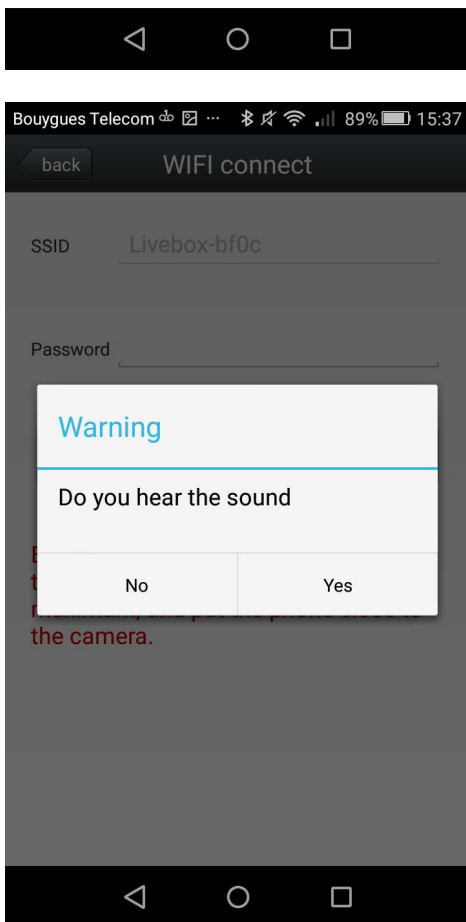 Bouygues Telecom 89% 15:37
back WIFI connect
SSID Livebox-bf0c
Password
Warning
Do you hear the sound
No Yes
the camera.